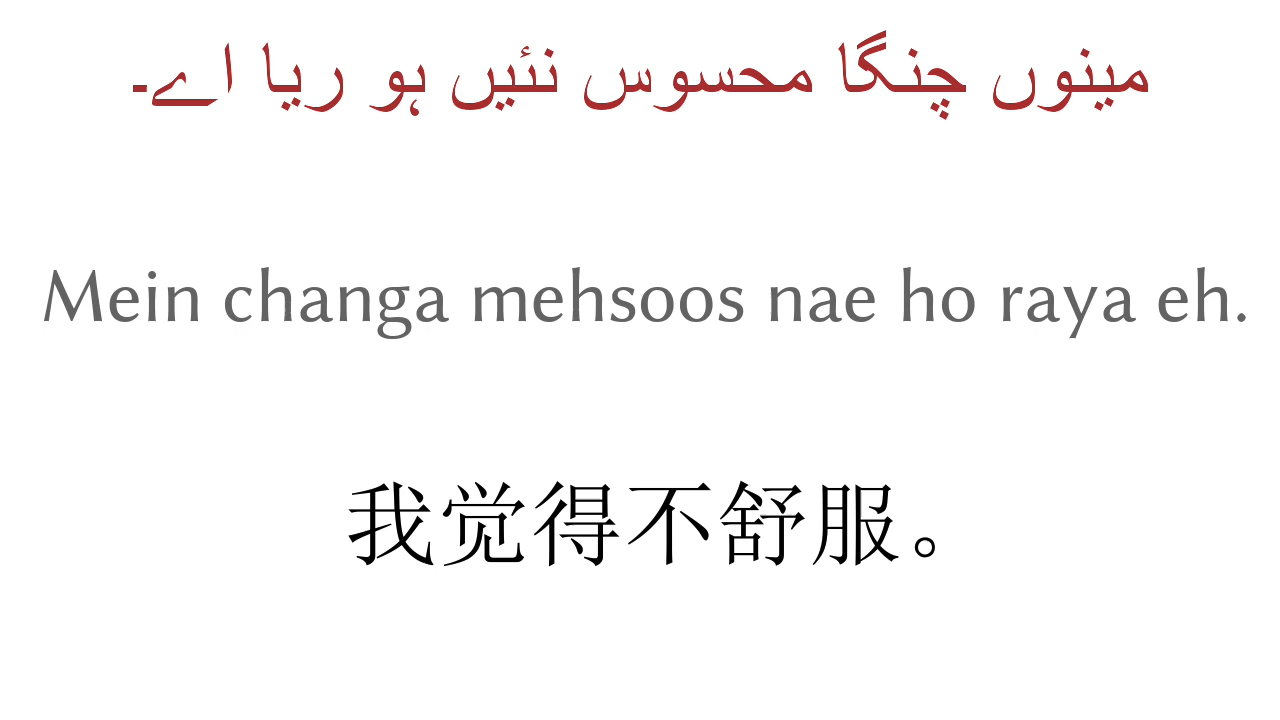 مینوں چنگا محسوس نئیں ہو ریا اے۔
Mein changa mehsoos nae ho raya eh.
我觉得不舒服。